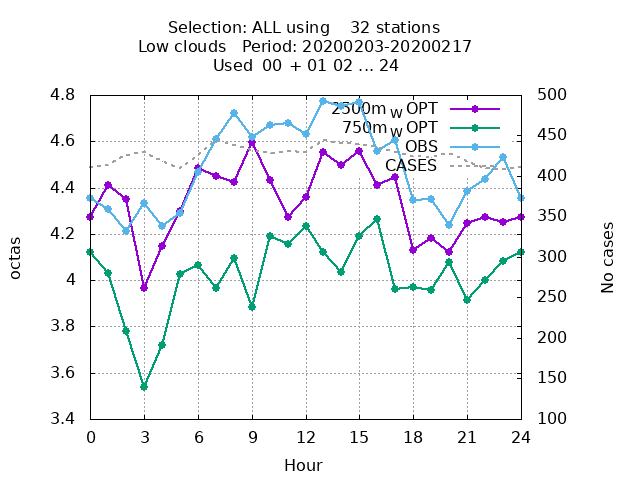 Selection: ALL using 32 stations
Low clouds Period: 20200203-20200217
Used 00 + 01 02 ... 24
4.8
4.6
4.4
4.2
4
3.8
3.6
3.4
500
450
400
350
300
250
200
150
100
2500m_W OPT
750m_W OPT
OBS
CASES
octas
No cases
0 3 6 9 12 15 18 21 24
Hour